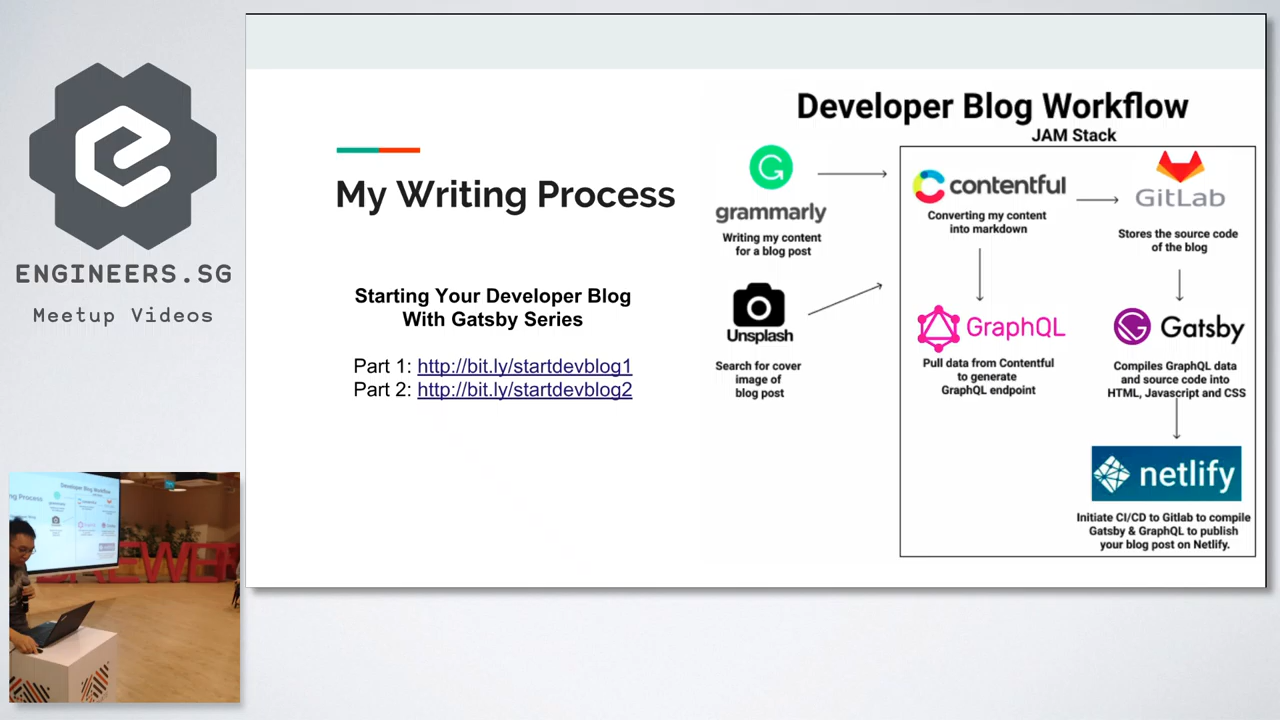 ENGINEERS.SG
Meetup Videos
My Writing Process
Starting Your Developer Blog
With Gatsby Series
Part 1: http://bit.ly/startdevblog1
Part 2: http://bit.ly/startdevblog2
Developer Blog Workflow
JAM Stack
grammarly
Writing my content
for a blog post
Unsplash
Search for cover
image of
blog post
contentful
Converting my content
into markdown
GitLab
Stores the source code
of the blog
GraphQL
Pull data from Contentful
to generate
GraphQL endpoint
Gatsby
Compiles GraphQL data
and source code into
HTML, Javascript and CSS
netlify
Initiate CI/CD to Gitlab to compile
Gatsby & GraphQL to publish
your blog post on Netlify.